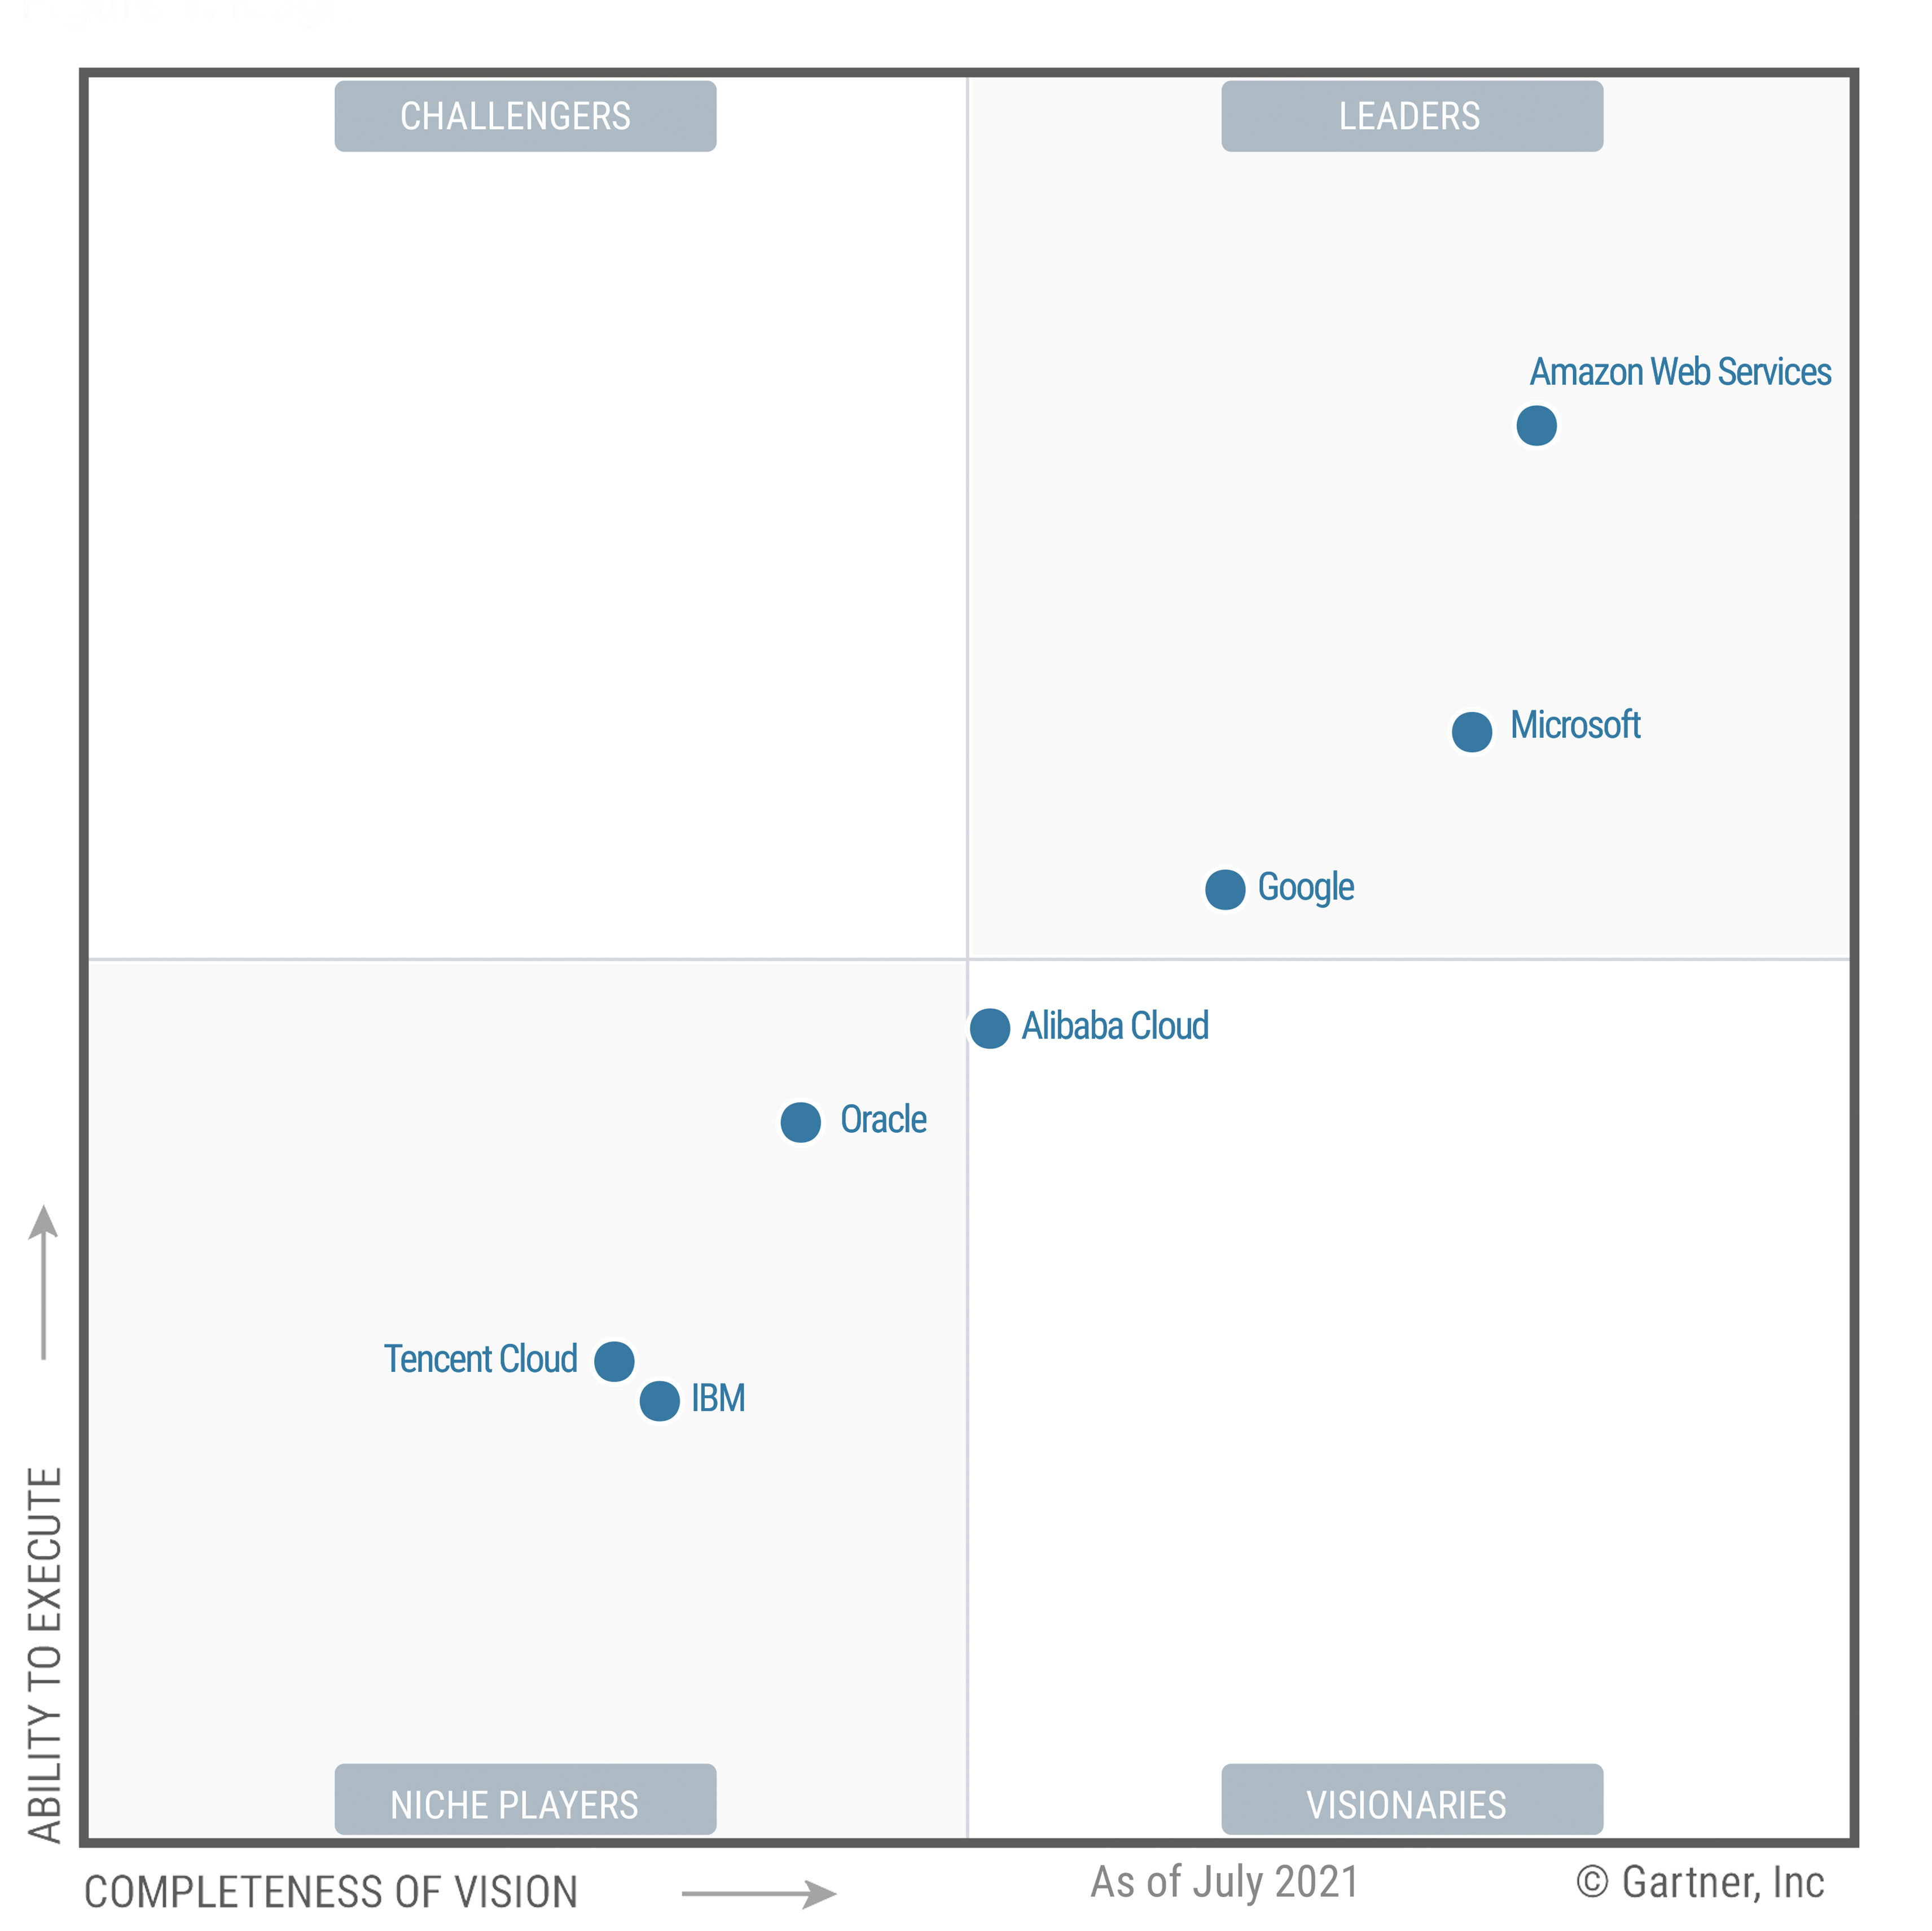 CHALLENGERS
LEADERS
Amazon Web Services
Microsoft
Google
Alibaba Cloud
Oracle
Tencent Cloud
IBM
ABILITY TO EXECUTE
NICHE PLAYERS
VISIONARIES
COMPLETENESS OF VISION
As of July 2021
© Gartner, Inc